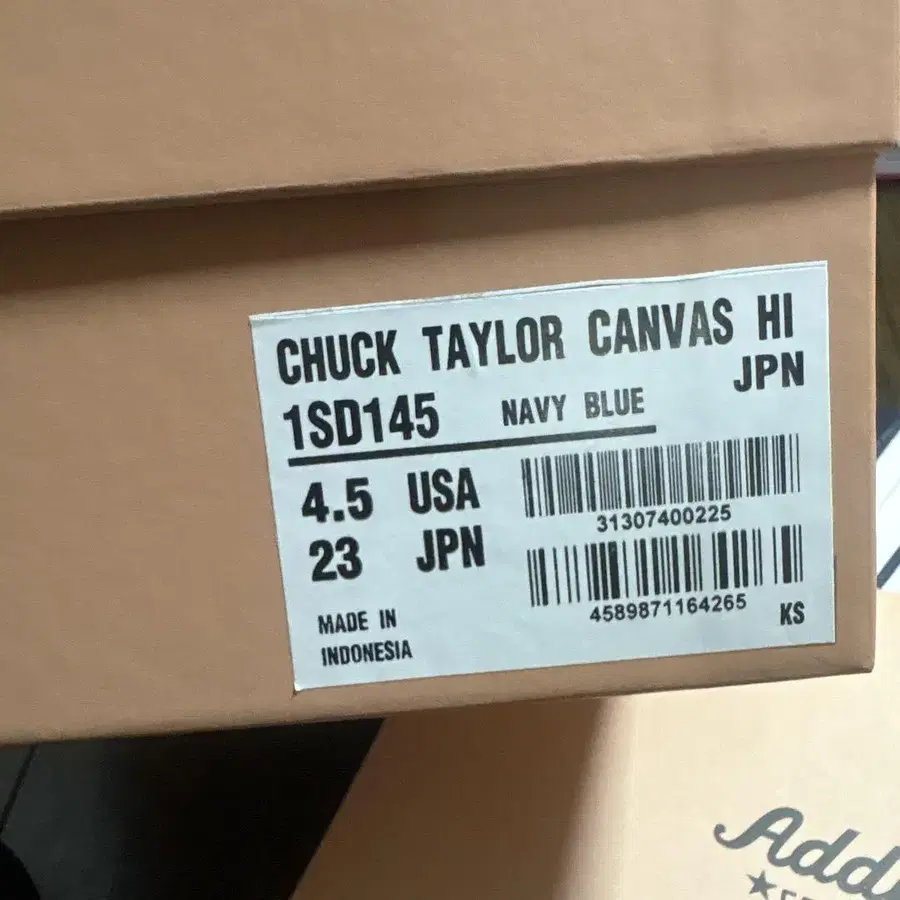 CHUCK TAYLOR CANVAS HI
JPN
1SD145 NAVY BLUE
4.5 USA
31307400225
23 JPN
4589871164265
KS
MADE IN
INDONESIA
Add